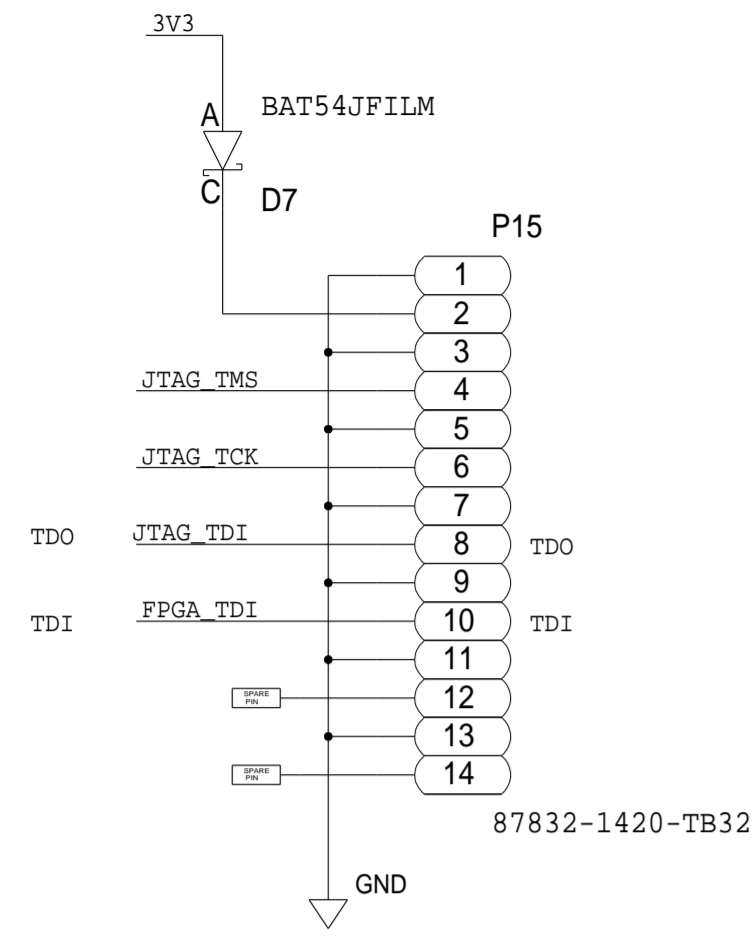 3V3
A
BAT54JFILM
C
D7
P15
1
2
3
JTAG_TMS
4
5
JTAG_TCK
6
7
TDO
JTAG_TDI
8
TDO
9
TDI
FPGA_TDI
10
TDI
11
SPARE
PIN
12
13
SPARE
PIN
14
87832-1420-TB32
GND